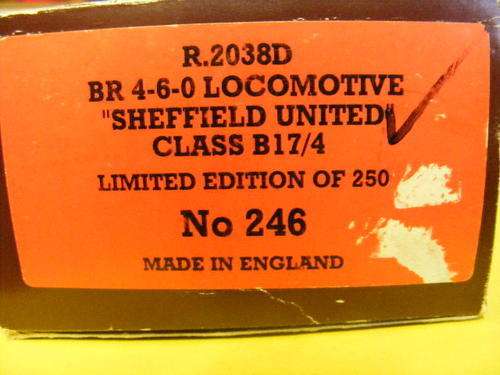 R.2038D
BR 4-6-0 LOCOMOTIVE
"SHEFFIELD UNITED"
CLASS B17/4
LIMITED EDITION OF 250
No 246
MADE IN ENGLAND